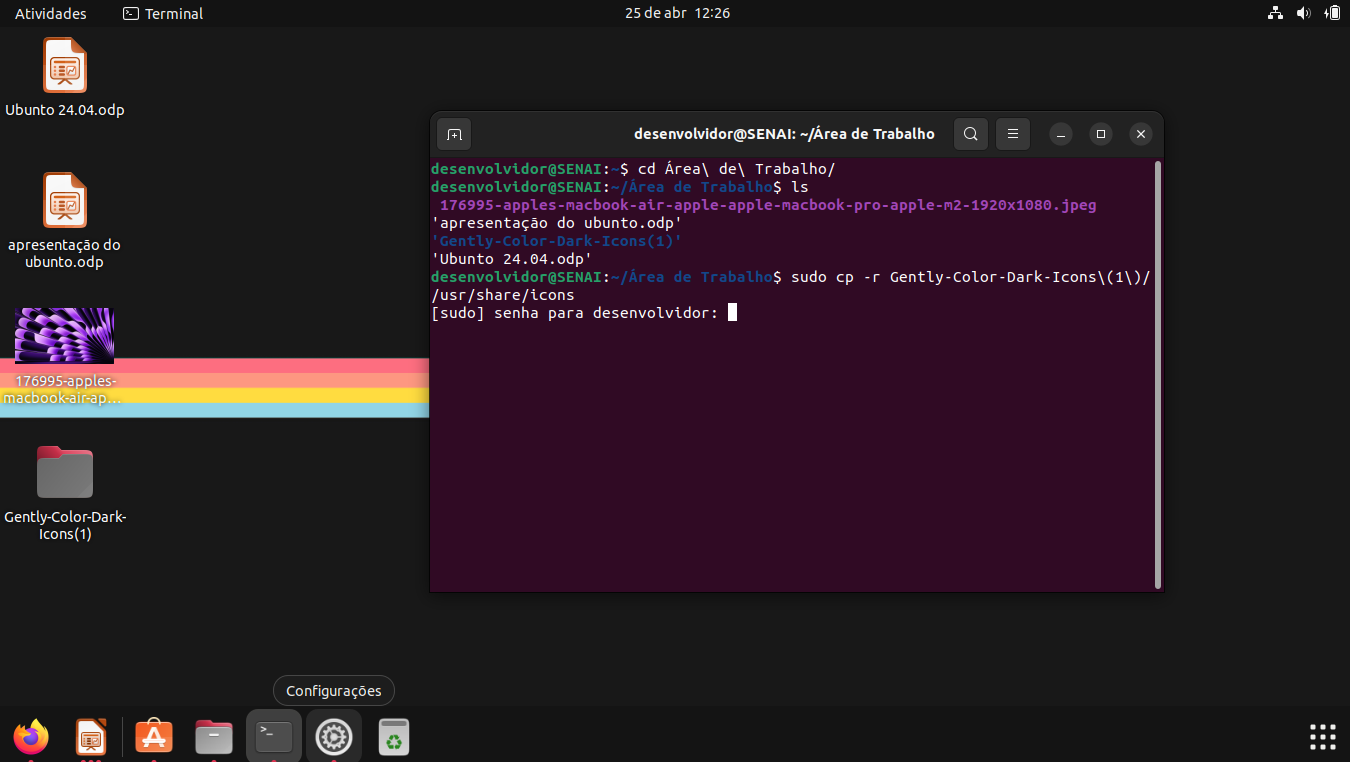 Atividades
Terminal
25 de abr 12:26
Ubunto 24.04.odp
apresentação do
ubunto.odp
176995-apples-
macbook-air-ap...
Gently-Color-Dark-
Icons(1)
desenvolvidor@SENAI: ~/Área de Trabalho
desenvolvidor@SENAI:~$ cd Área\ de\ Trabalho/
desenvolvidor@SENAI:~/Área de Trabalho$ ls
176995-apples-macbook-air-apple-apple-macbook-pro-apple-m2-1920x1080.jpeg
'apresentação do ubunto.odp'
'Gently-Color-Dark-Icons(1)'
'Ubunto 24.04.odp'
desenvolvidor@SENAI:~/Área de Trabalho$ sudo cp -r Gently-Color-Dark-Icons\(1\)/
/usr/share/icons
[sudo] senha para desenvolvidor:
Configurações